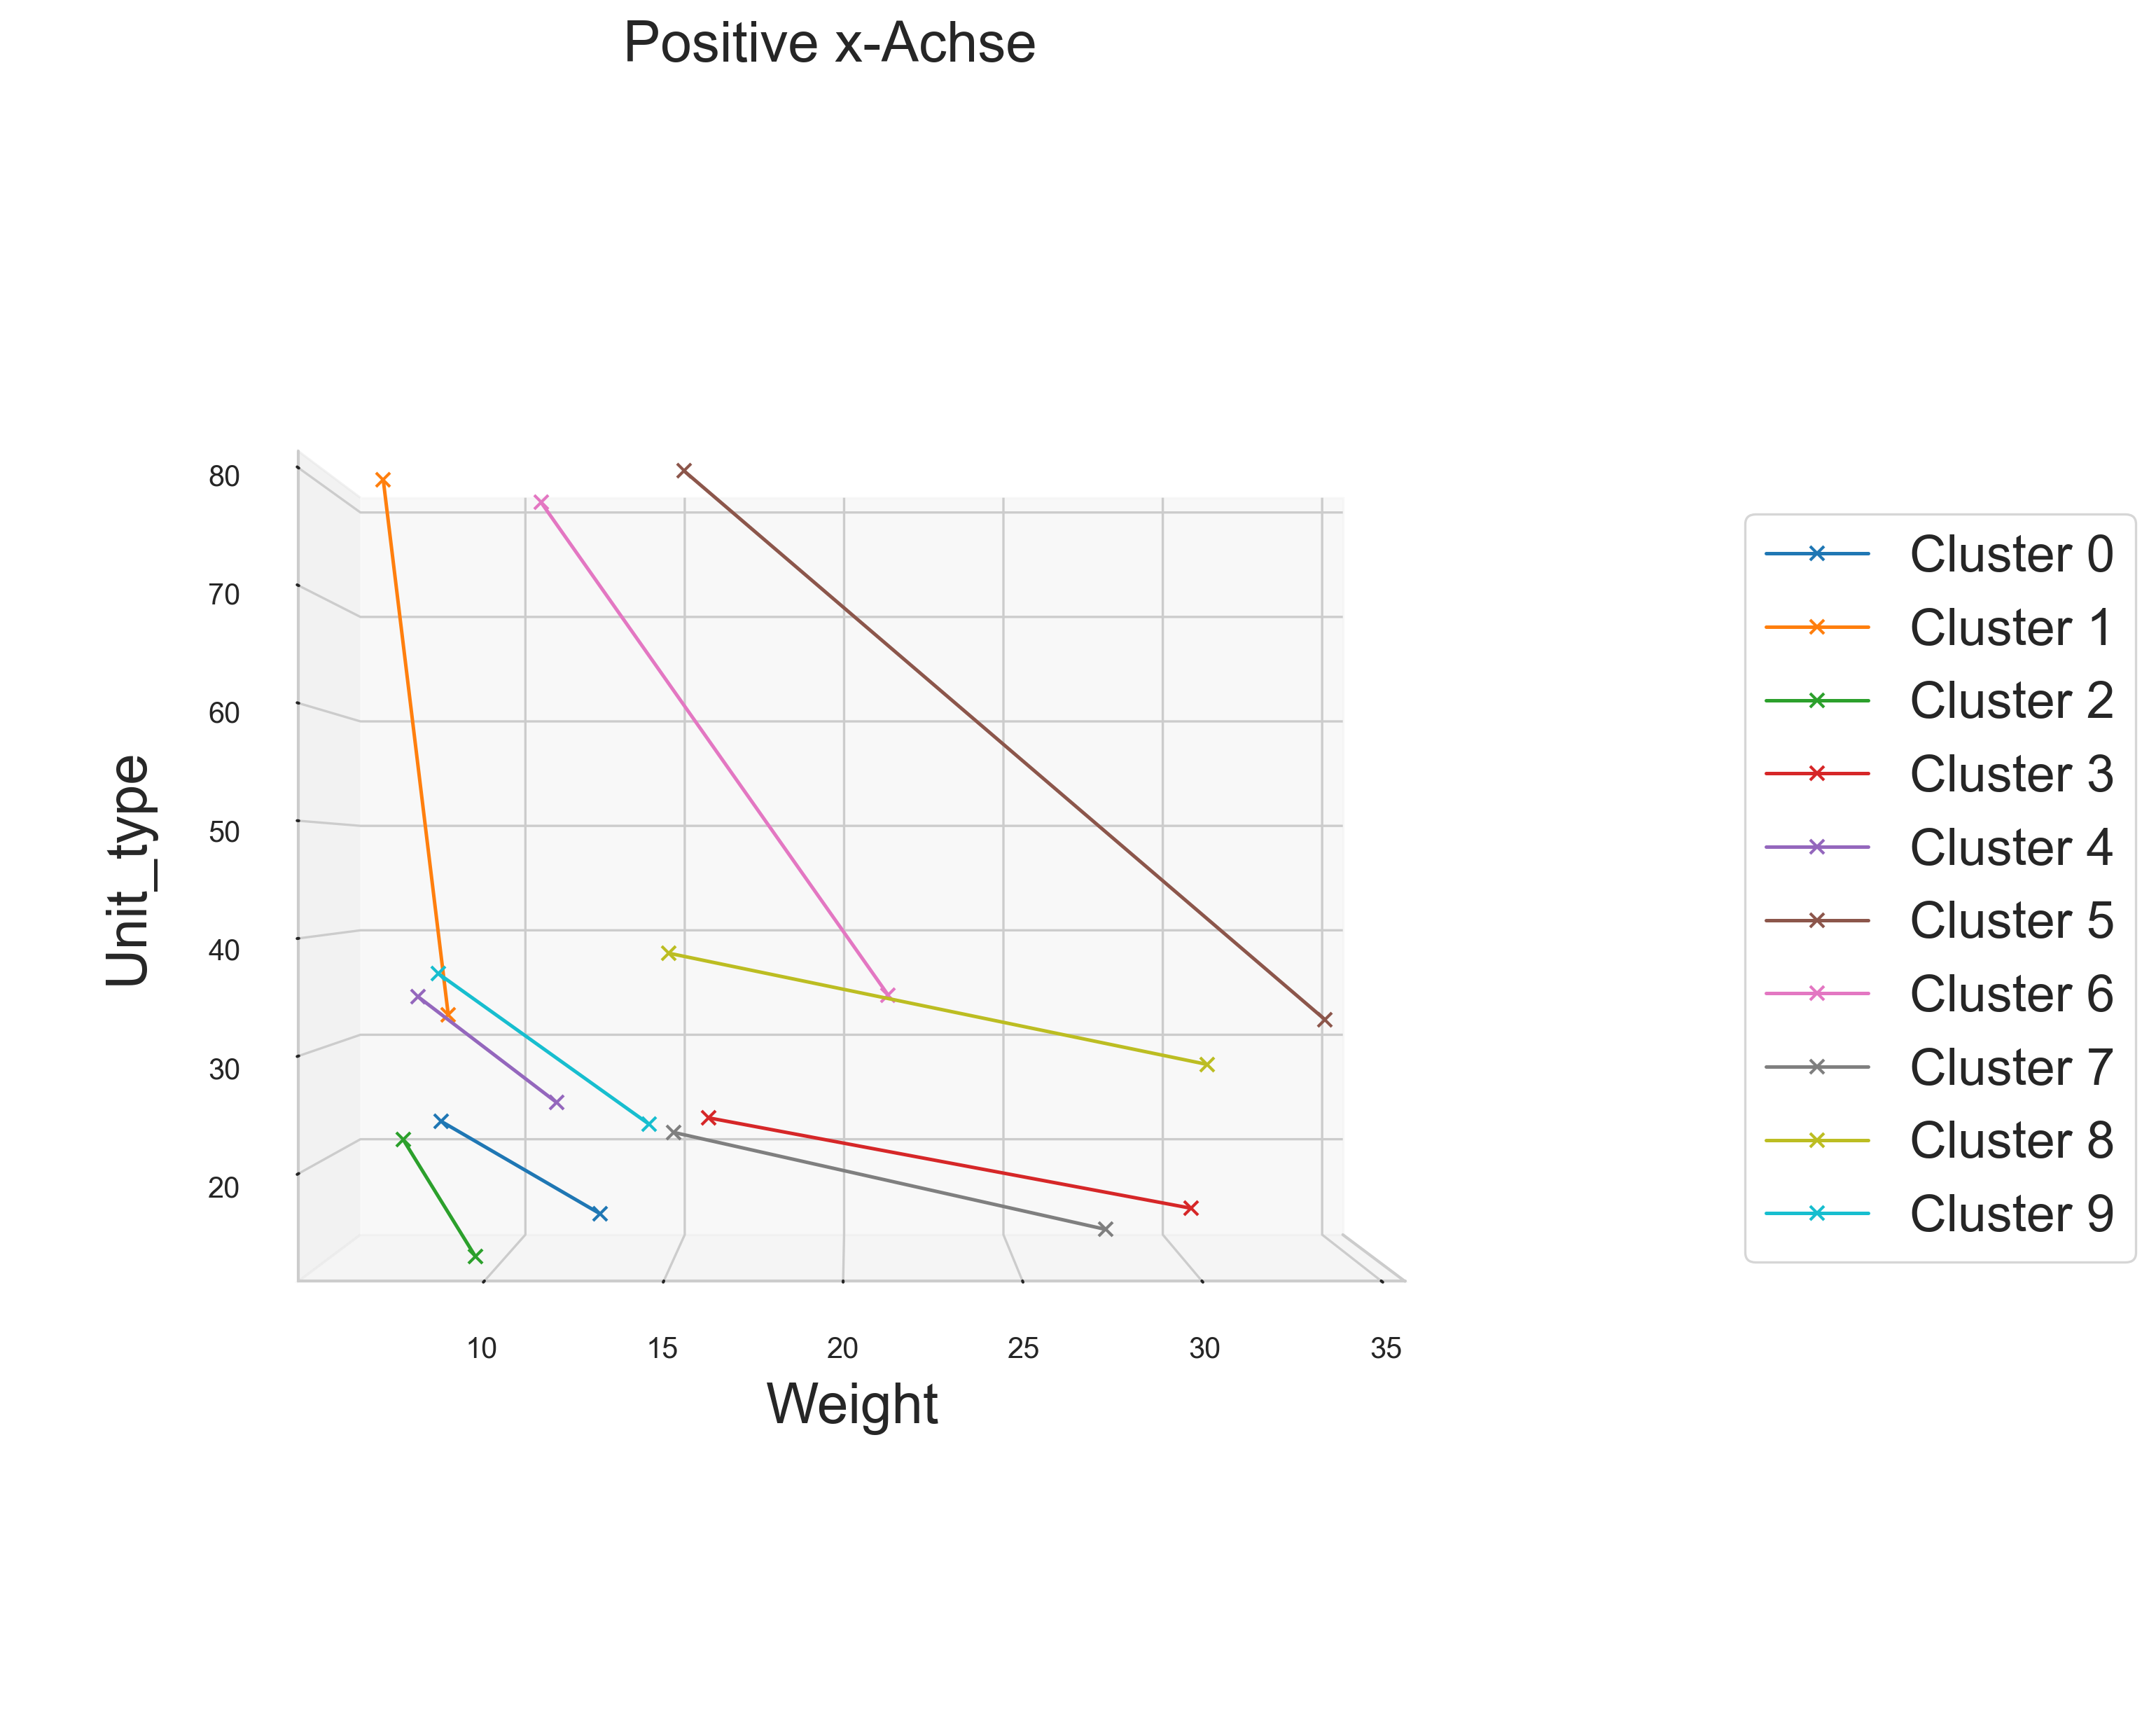 Positive x-Achse
80
70
60
50
40
30
20
Unit_type
10 15 20 25 30 35
Weight
Cluster 0
Cluster 1
Cluster 2
Cluster 3
Cluster 4
Cluster 5
Cluster 6
Cluster 7
Cluster 8
Cluster 9